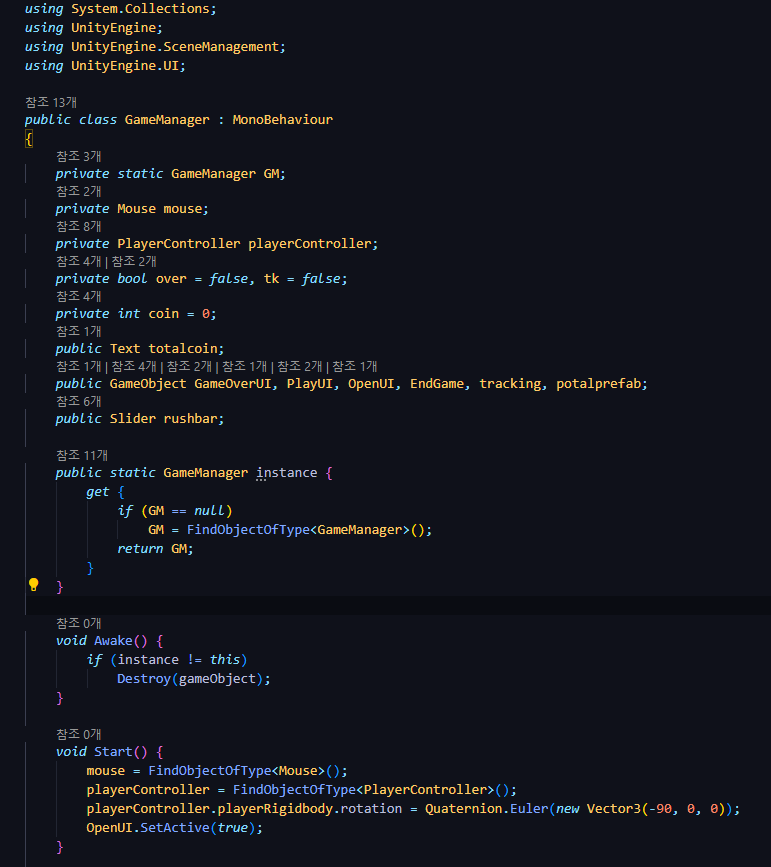 using System.Collections;
using UnityEngine;
using UnityEngine.SceneManagement;
using UnityEngine.UI;
참조 13개
public class GameManager : MonoBehaviour
{
참조 3개
private static GameManager GM;
참조 2개
private Mouse mouse;
참조 8개
private PlayerController playerController;
참조 4개 | 참조 2개
private bool over = false, tk = false;
참조 4개
private int coin = 0;
참조 1개
public Text totalcoin;
참조 1개 | 참조 4개 | 참조 2개 | 참조 1개 | 참조 2개 | 참조 1개
public GameObject GameOverUI, PlayUI, OpenUI, EndGame, tracking, potalprefab;
참조 6개
public Slider rushbar;
참조 11개
public static GameManager instance {
get {
if (GM == null)
GM = FindObjectOfType<GameManager>();
return GM;
}
}
참조 0개
void Awake() {
if (instance != this)
Destroy(gameObject);
}
참조 0개
void Start() {
mouse = FindObjectOfType<Mouse>();
playerController = FindObjectOfType<PlayerController>();
playerController.playerRigidbody.rotation = Quaternion.Euler(new Vector3(-90, 0, 0));
OpenUI.SetActive(true);
}